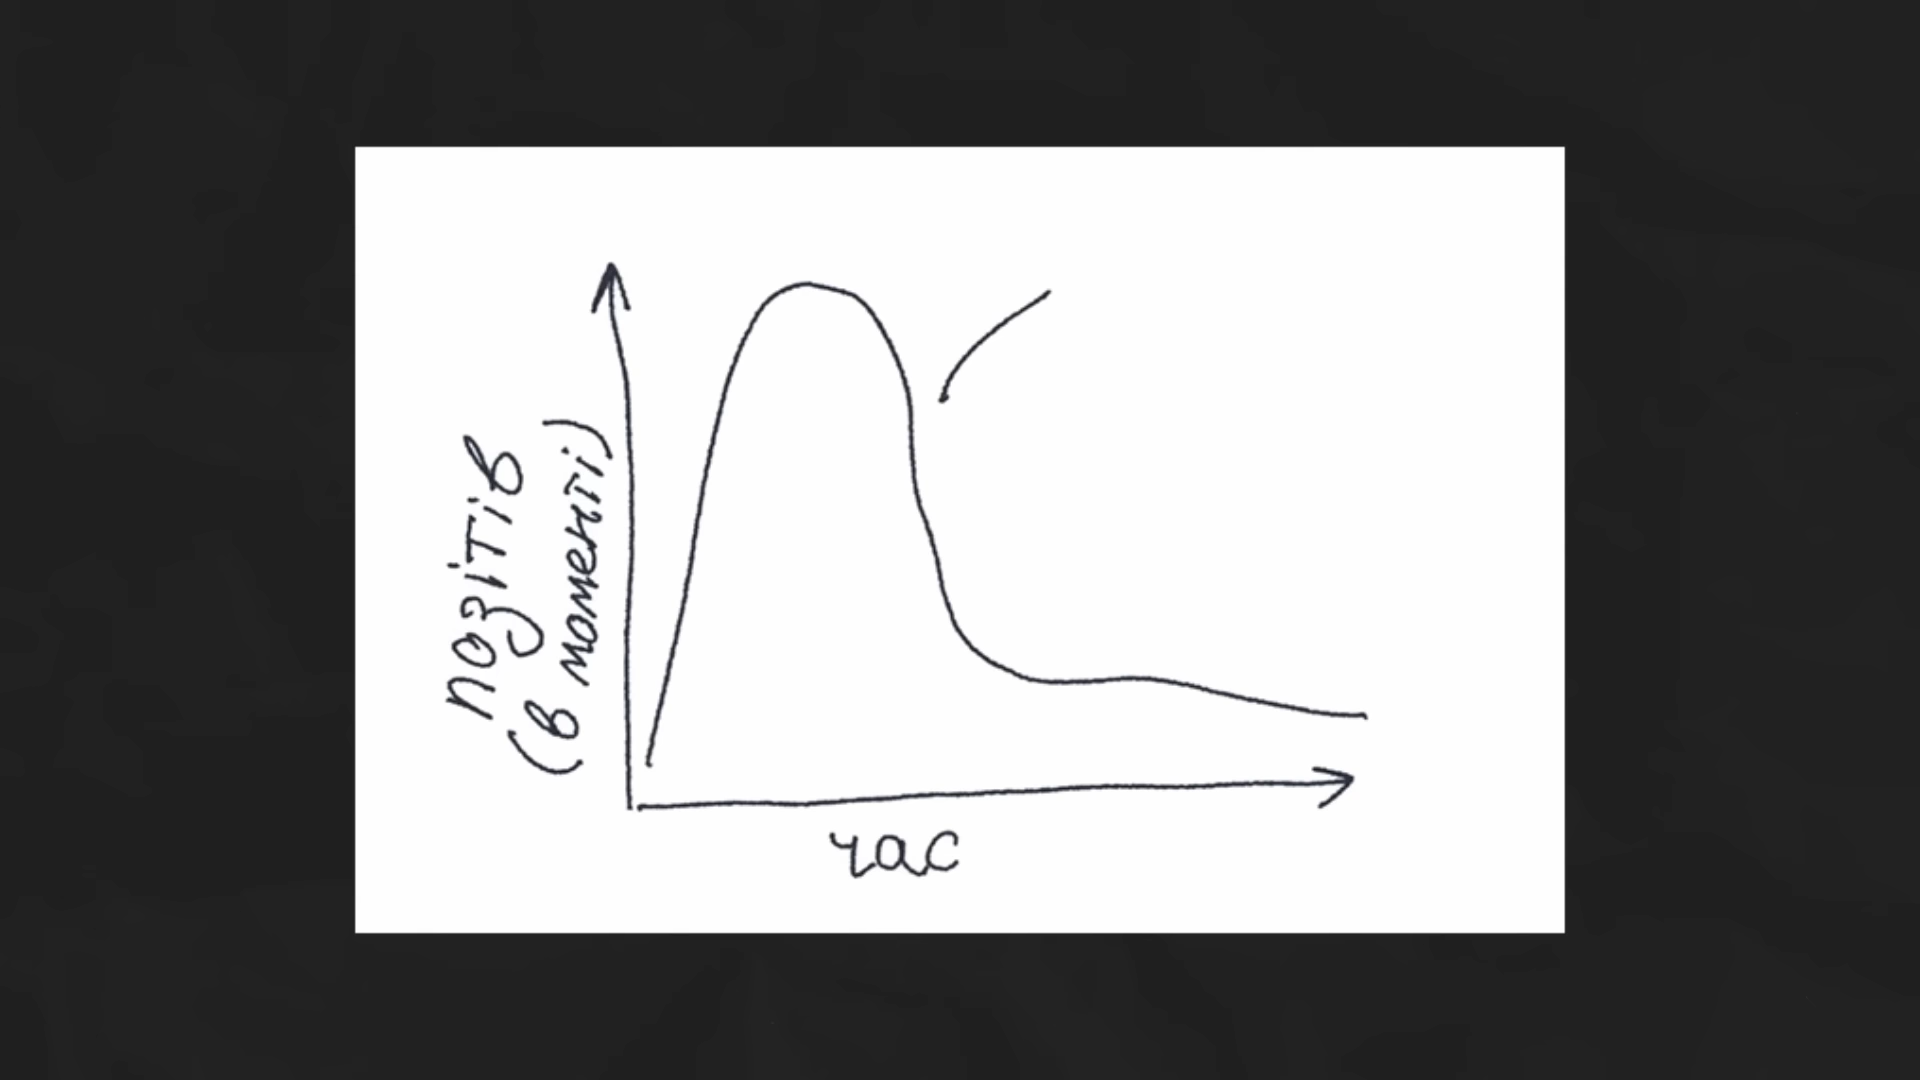 позітів
(в моменті)
час